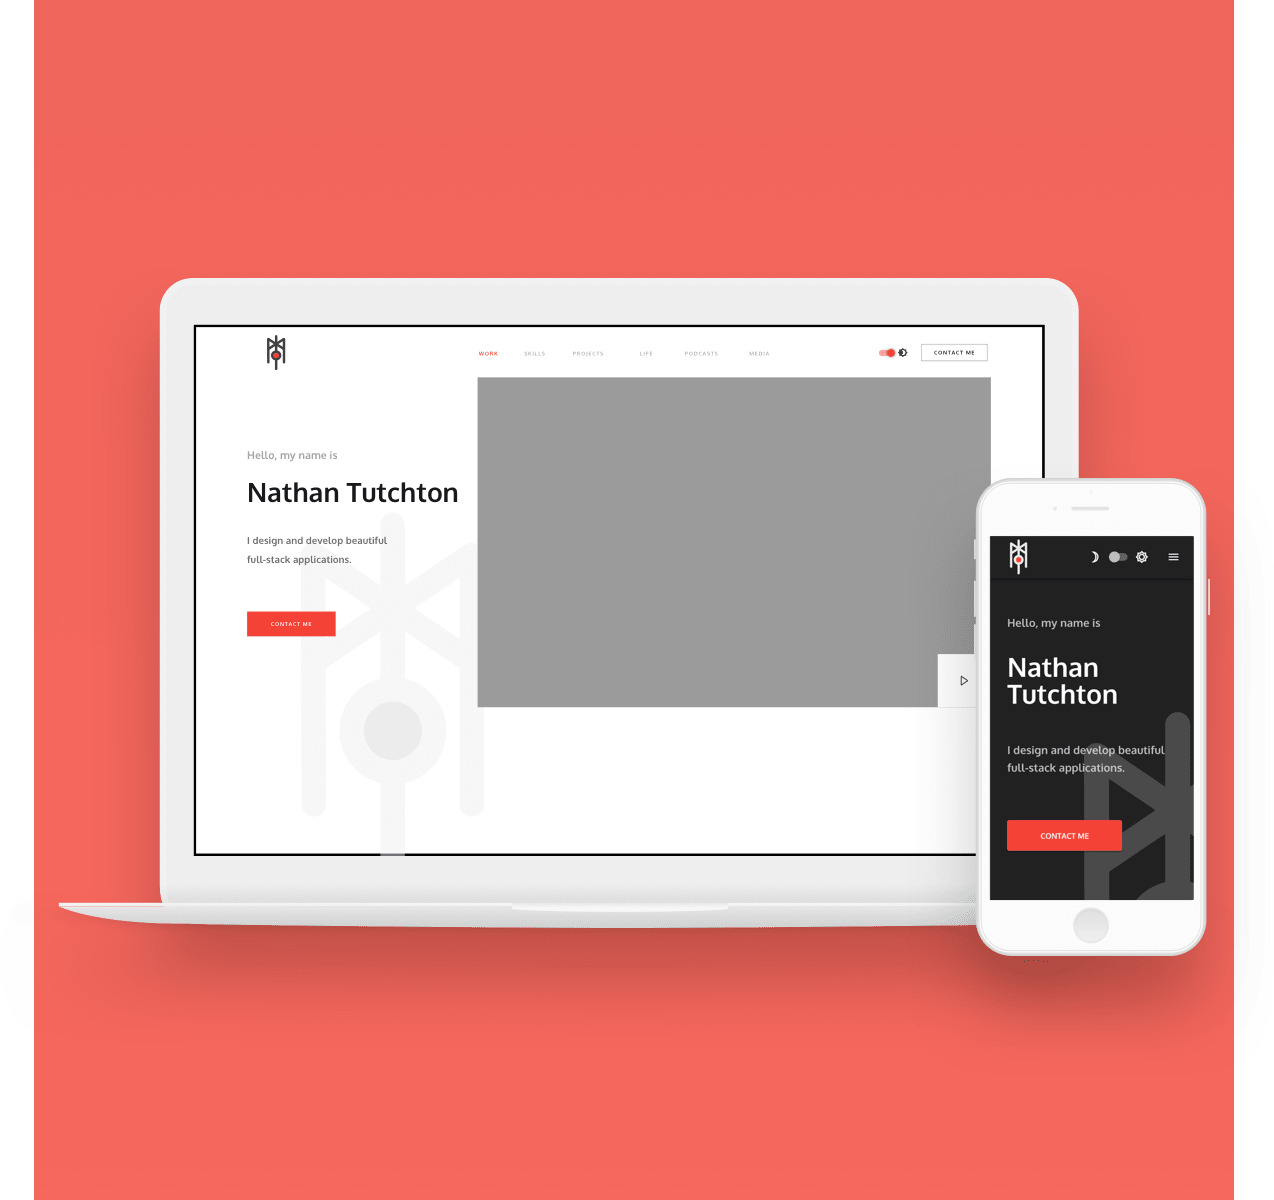 WORK SKILLS PROJECTS LIFE PODCASTS MEDIA CONTACT ME
Hello, my name is
Nathan Tutchton
I design and develop beautiful
full-stack applications.
CONTACT ME
Hello, my name is
Nathan
Tutchton
I design and develop beautiful
full-stack applications.
CONTACT ME